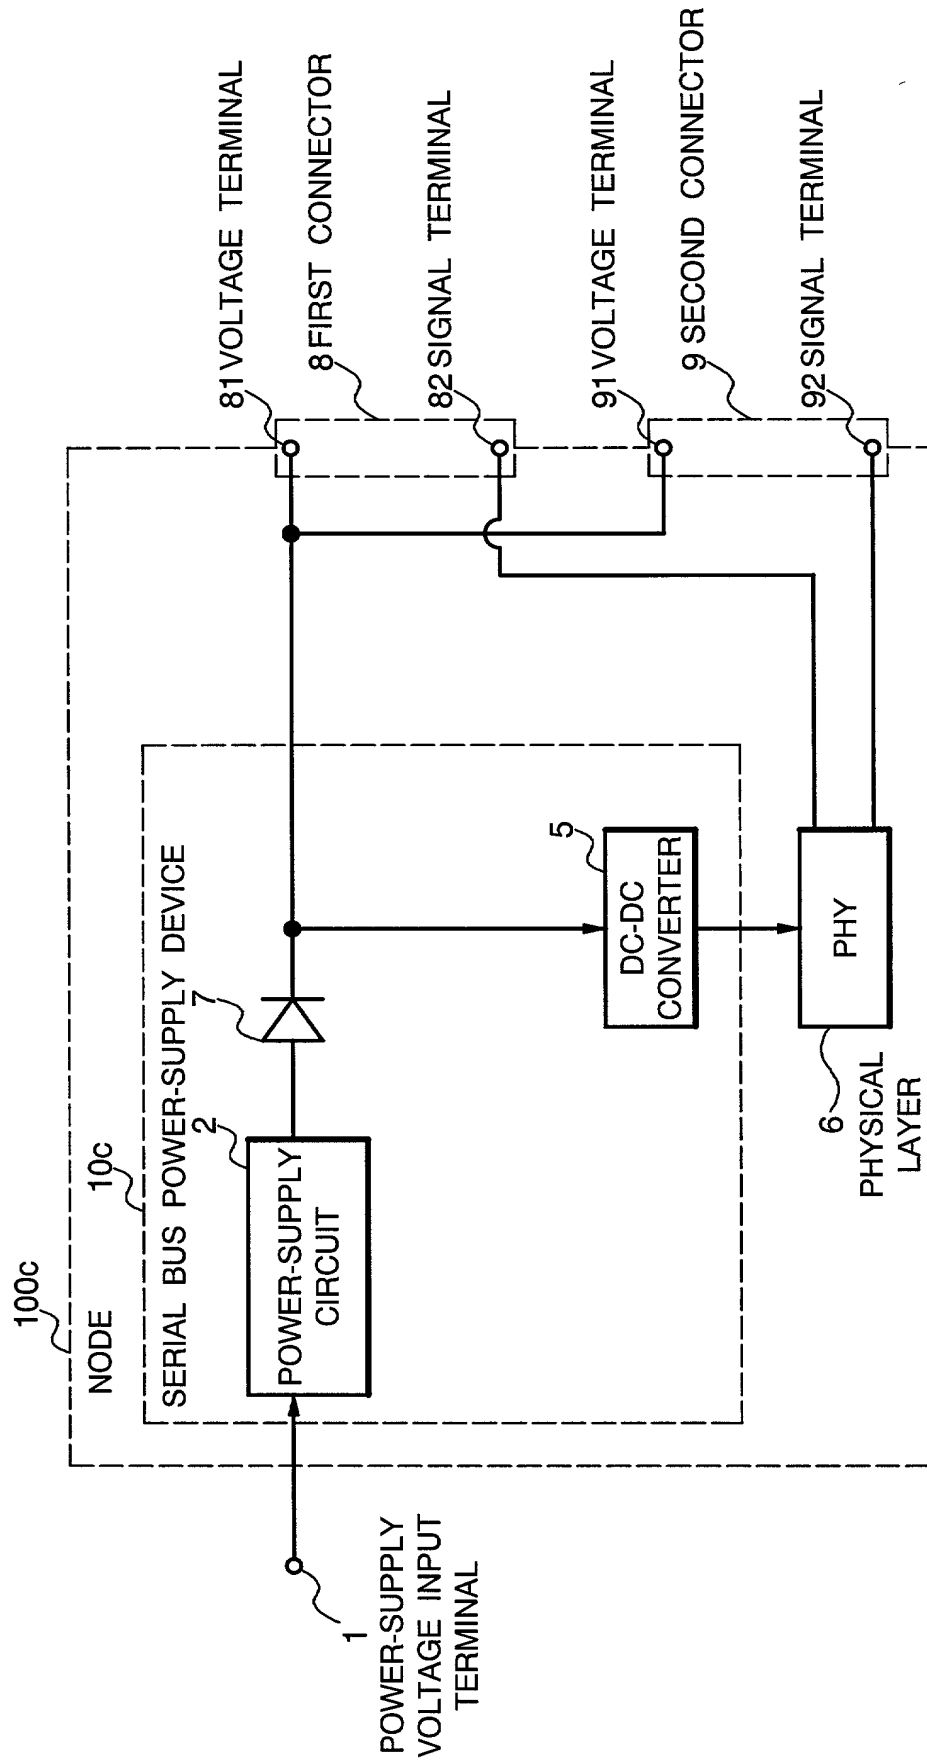 100c
NODE
10c
SERIAL BUS POWER-SUPPLY DEVICE
2
7
POWER-SUPPLY
CIRCUIT
1
POWER-SUPPLY
VOLTAGE INPUT
TERMINAL
5
DC-DC
CONVERTER
PHY
6
PHYSICAL
LAYER
81 VOLTAGE TERMINAL
8 FIRST CONNECTOR
82 SIGNAL TERMINAL
91 VOLTAGE TERMINAL
9 SECOND CONNECTOR
92 SIGNAL TERMINAL